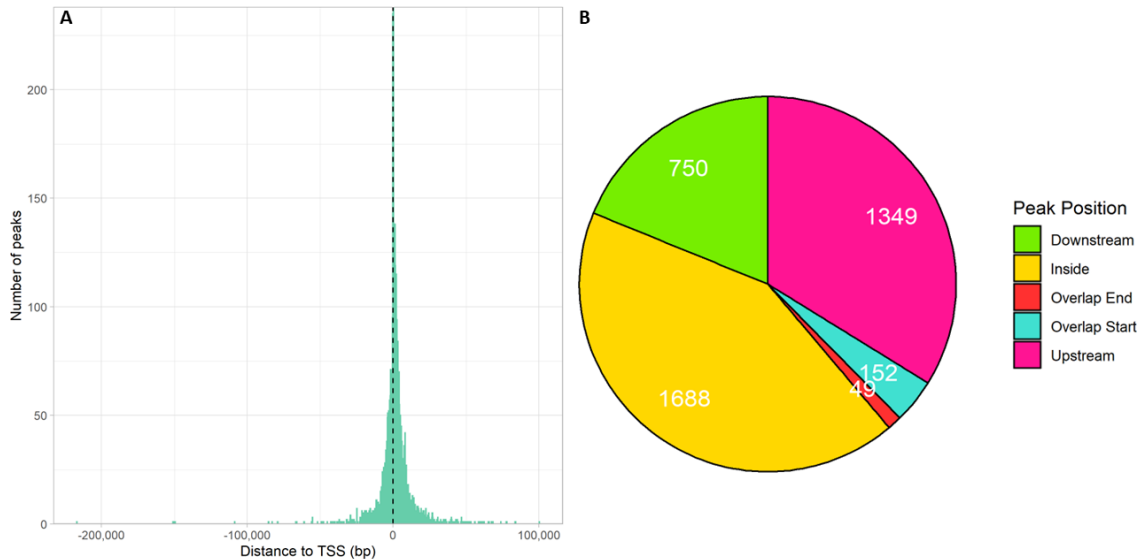 A
Number of peaks
200
150
100
50
0
-200,000
-100,000
0
100,000
Distance to TSS (bp)
B
750
1349
1688
152
49
Peak Position
Downstream
Inside
Overlap End
Overlap Start
Upstream